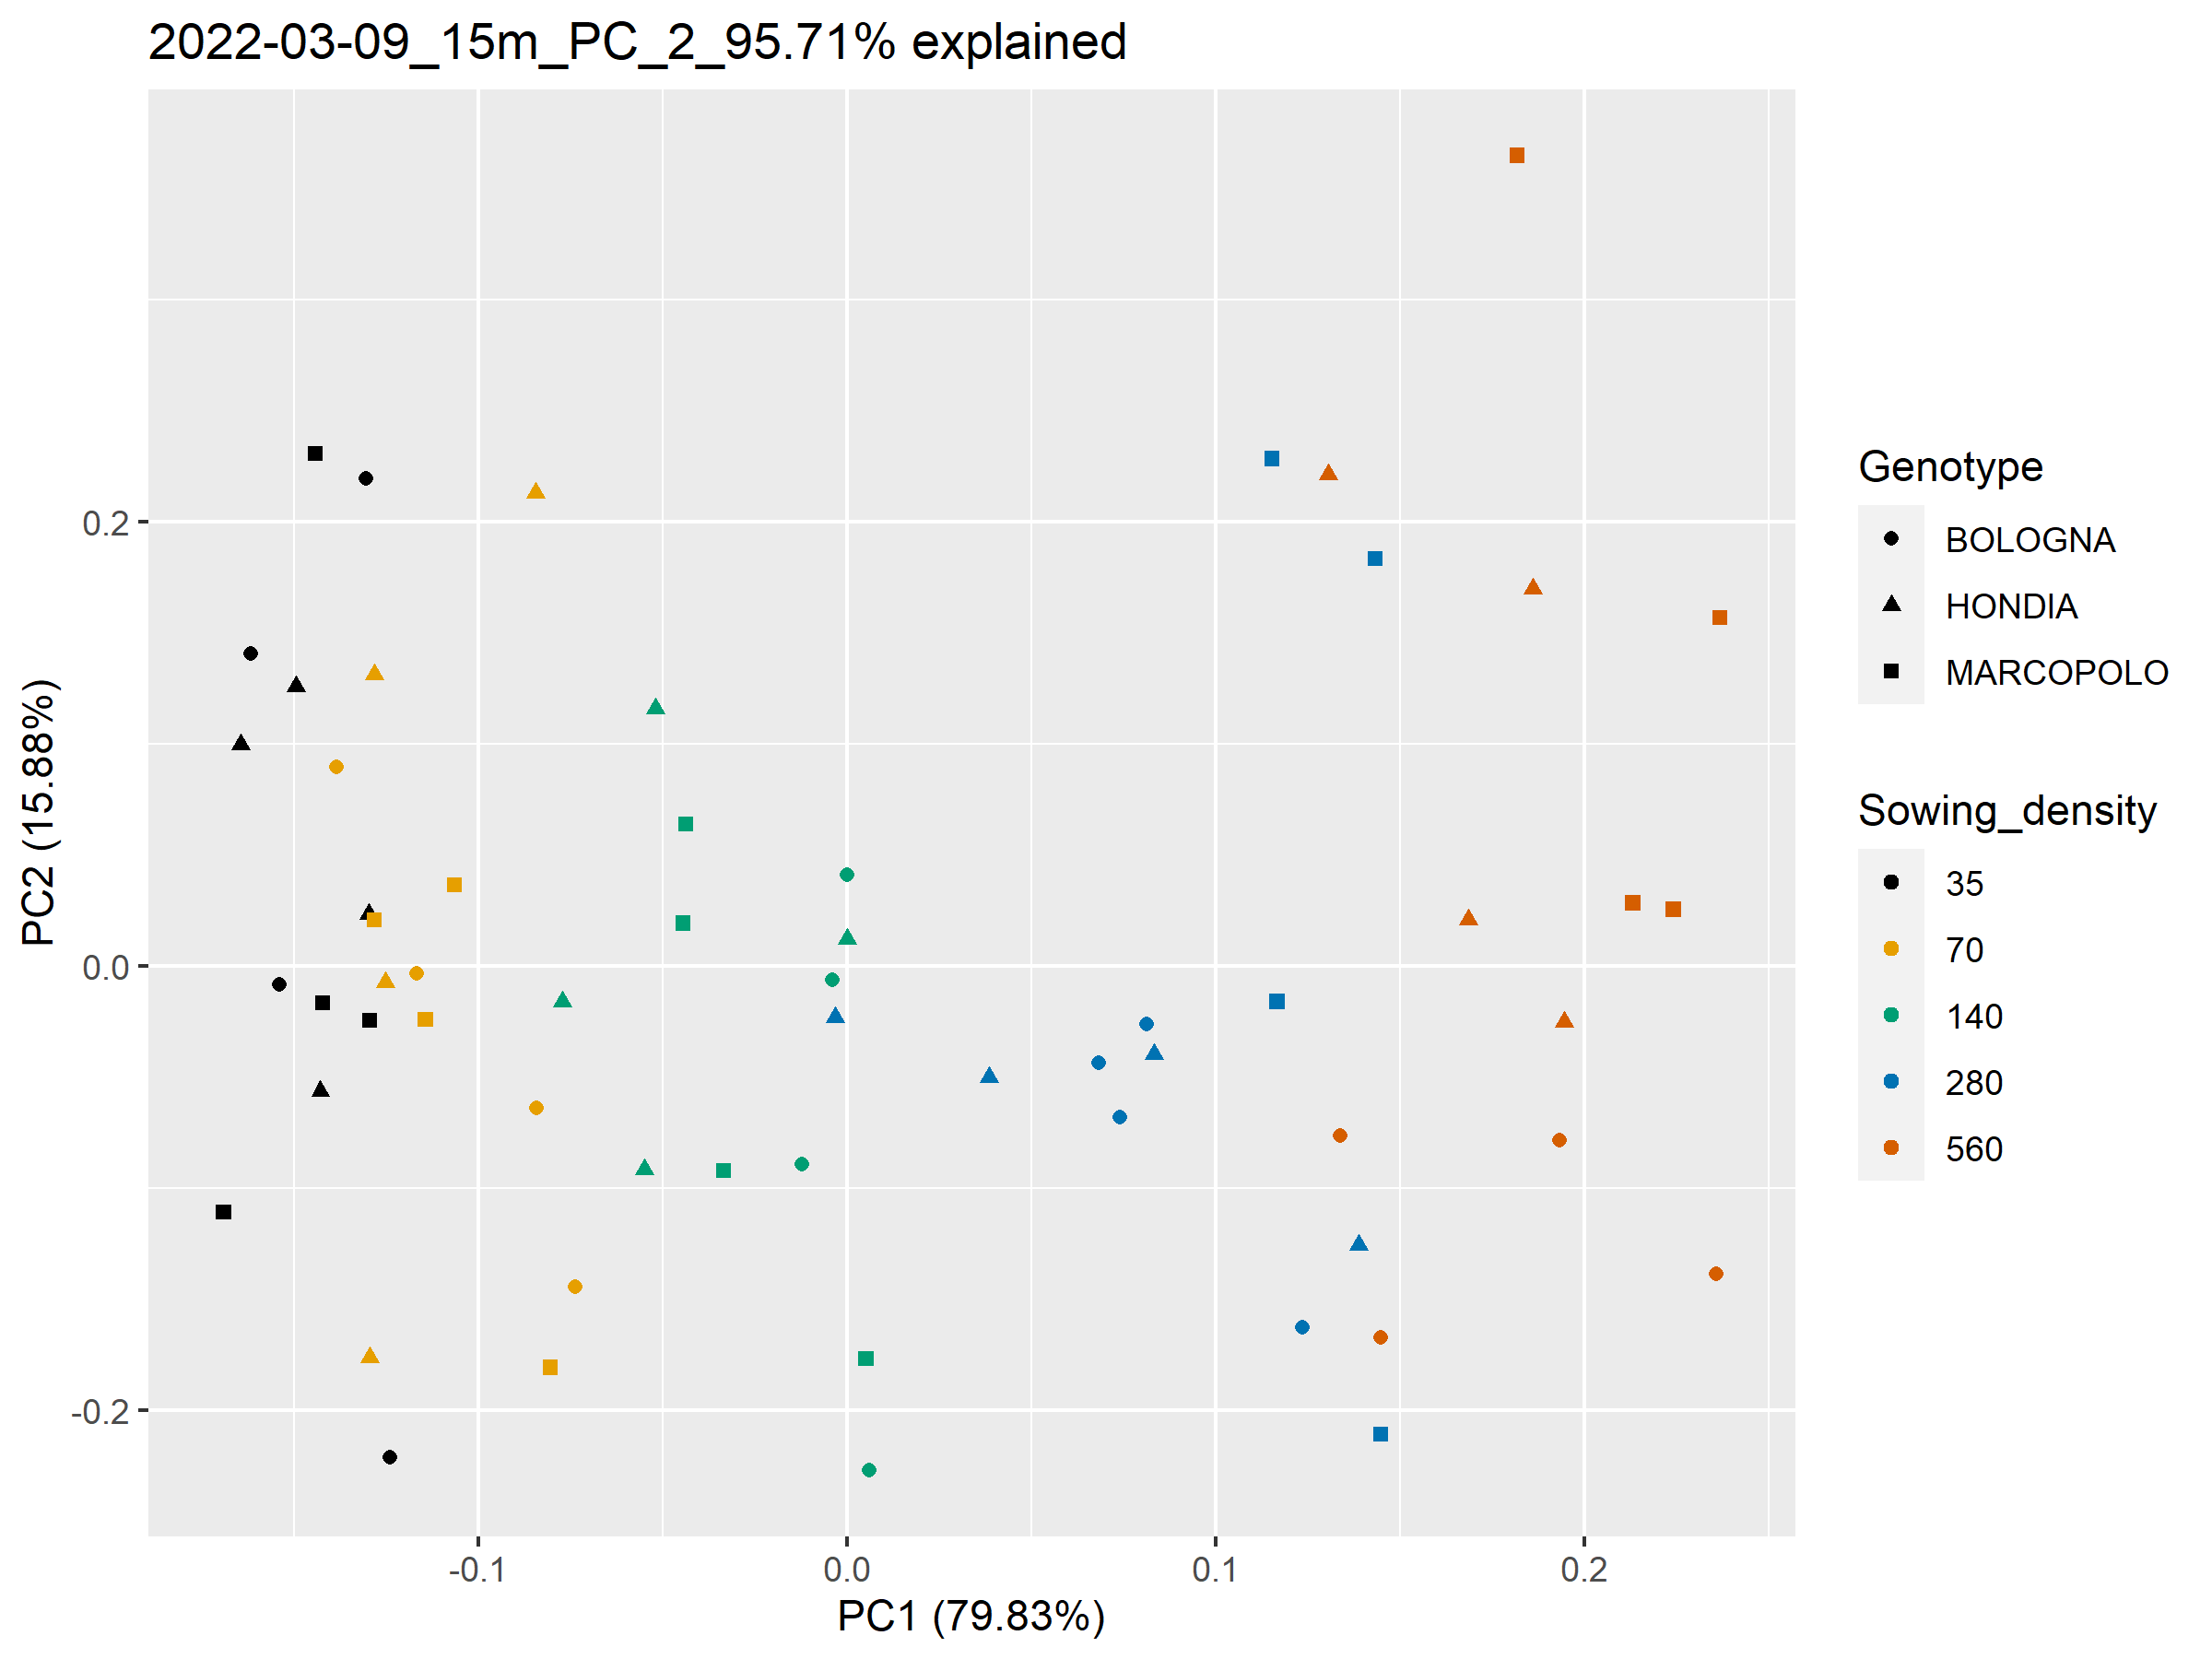 2022-03-09_15m_PC_2_95.71% explained
PC2 (15.88%)
0.2
0.0
-0.2
-0.1
0.0
0.1
0.2
PC1 (79.83%)
Genotype
BOLOGNA
HONDIA
MARCOPOLO
Sowing_density
35
70
140
280
560